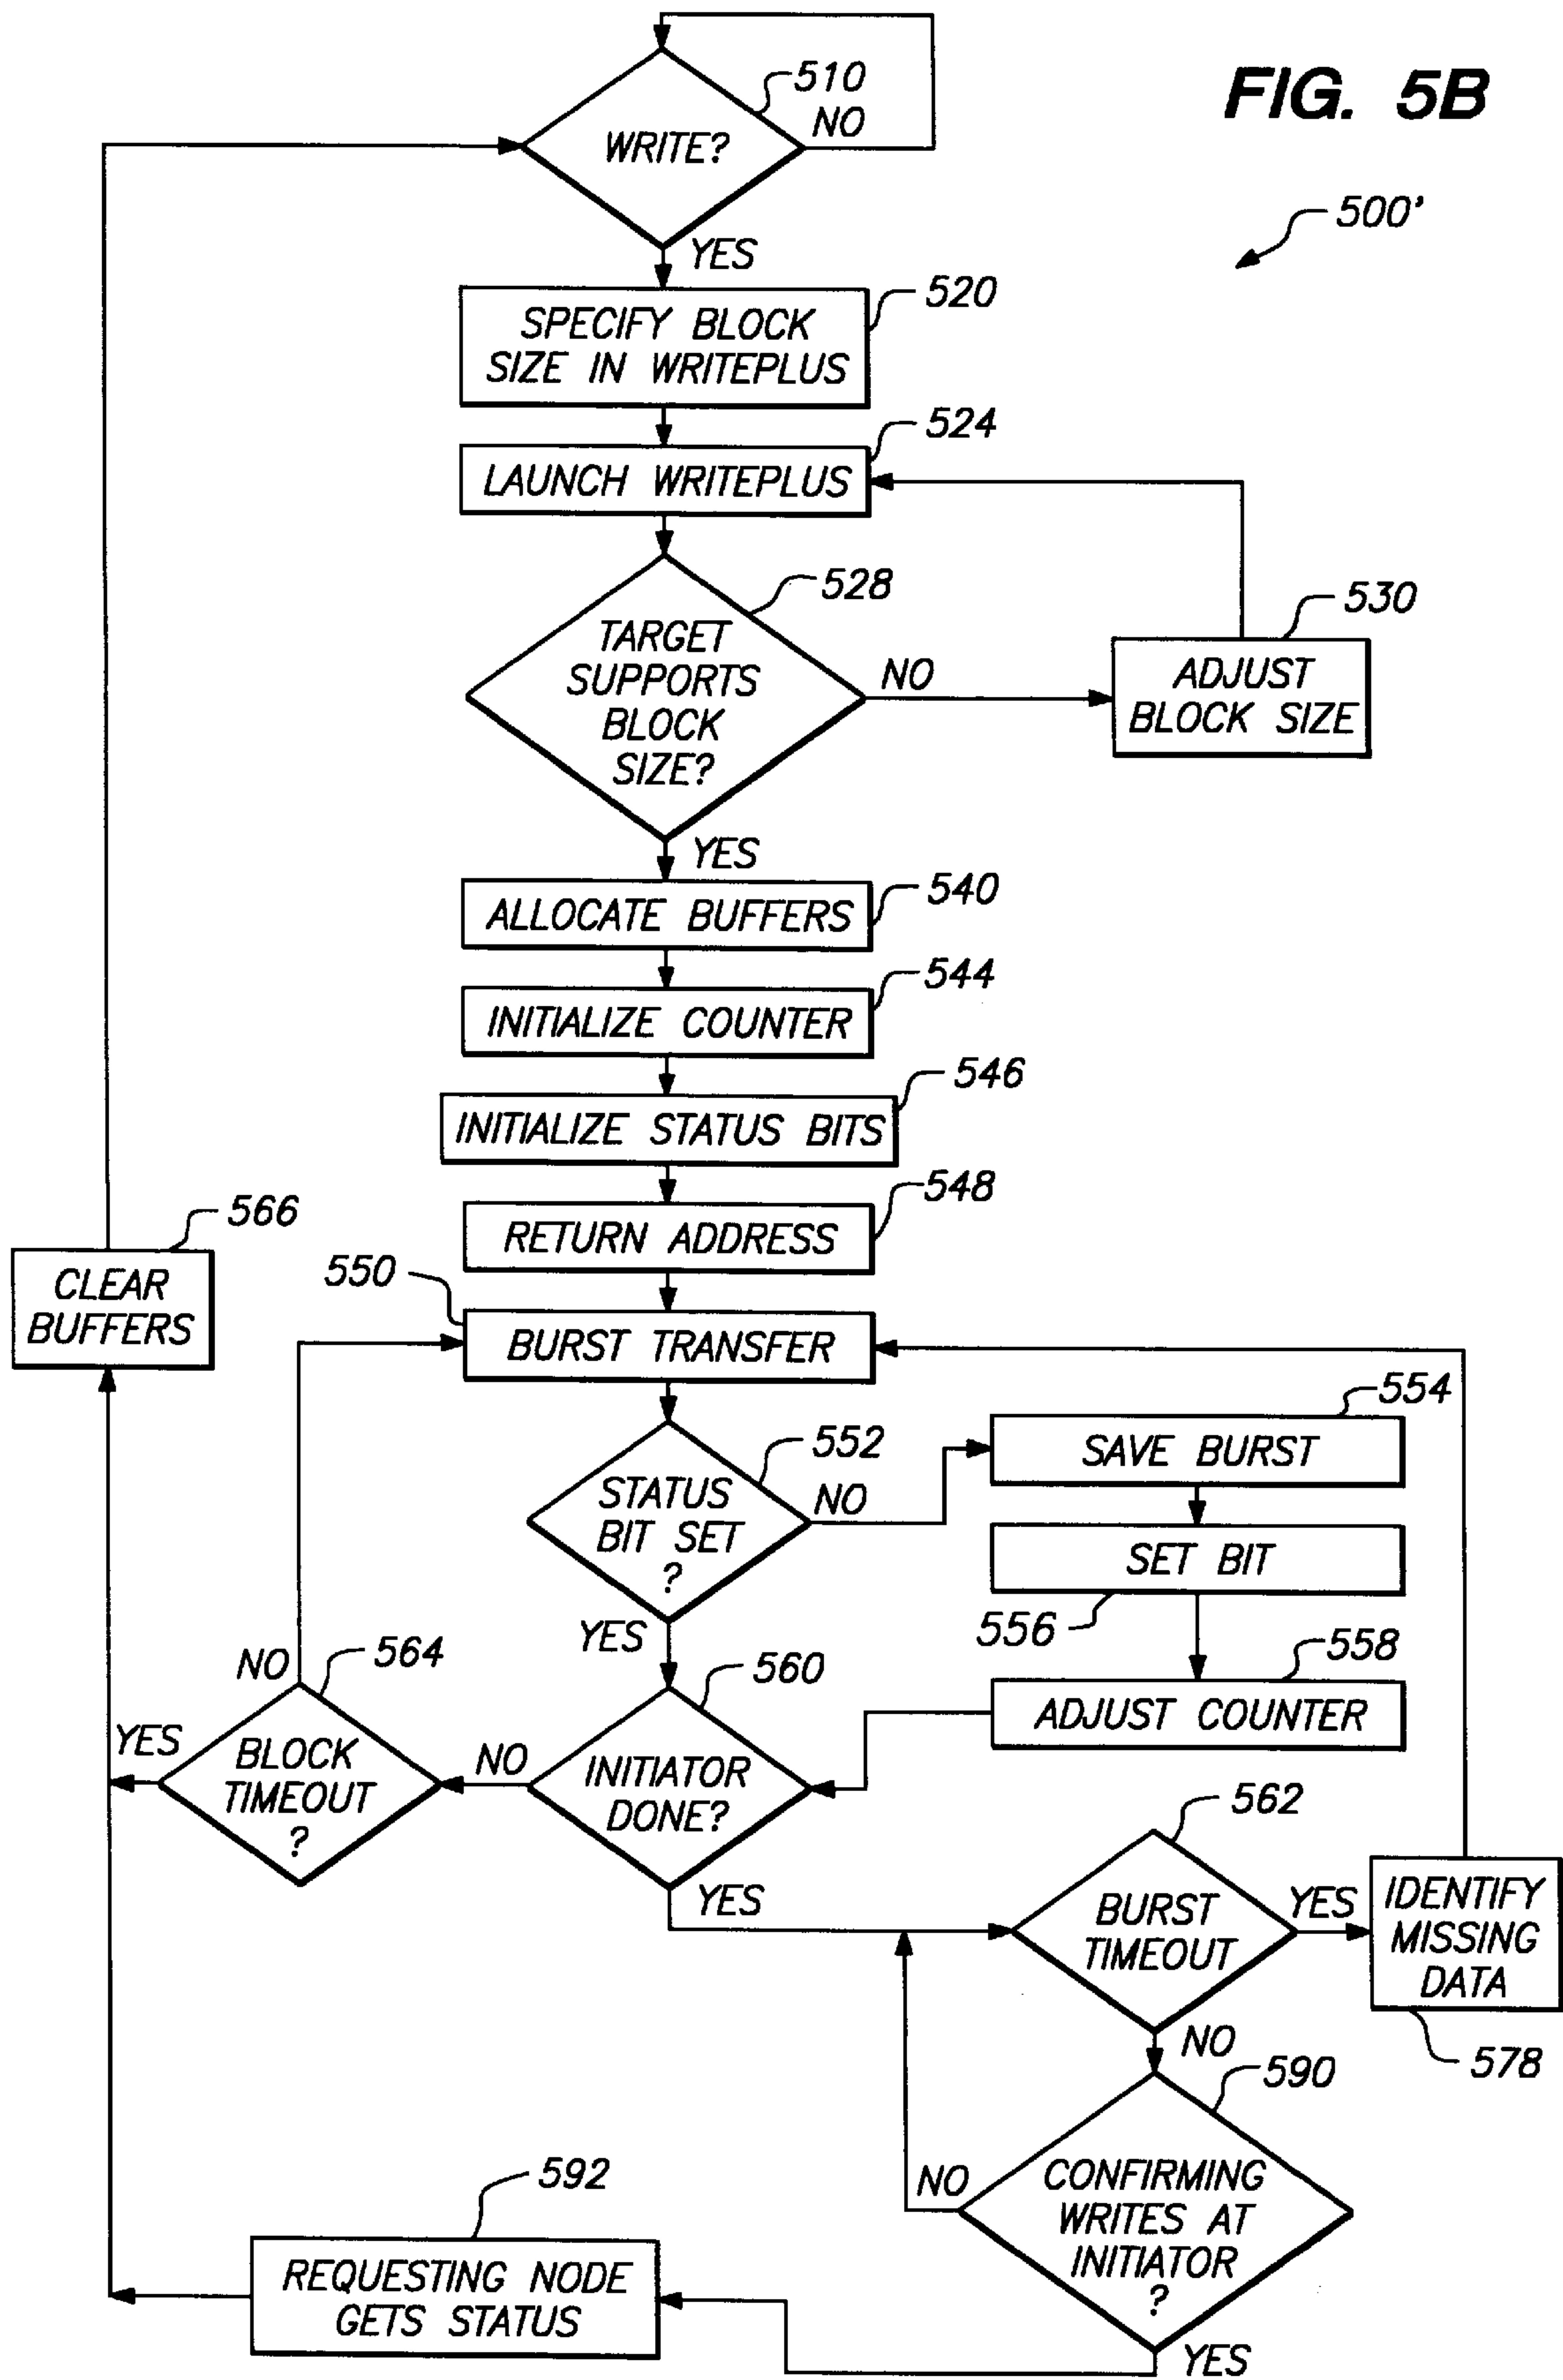 FIG. 5B
500'
510
WRITE?
NO
YES
520
SPECIFY BLOCK
SIZE IN WRITEPLUS
524
LAUNCH WRITEPLUS
528
TARGET
SUPPORTS
BLOCK
SIZE?
NO
530
ADJUST
BLOCK SIZE
YES
540
ALLOCATE BUFFERS
544
INITIALIZE COUNTER
546
INITIALIZE STATUS BITS
548
RETURN ADDRESS
566
CLEAR
BUFFERS
550
BURST TRANSFER
552
STATUS
BIT SET
?
NO
554
SAVE BURST
SET BIT
556
558
ADJUST COUNTER
YES
560
INITIATOR
DONE?
NO
564
BLOCK
TIMEOUT
?
NO
YES
YES
562
BURST
TIMEOUT
YES
IDENTIFY
MISSING
DATA
578
NO
590
CONFIRMING
WRITES AT
INITIATOR
?
NO
YES
592
REQUESTING NODE
GETS STATUS